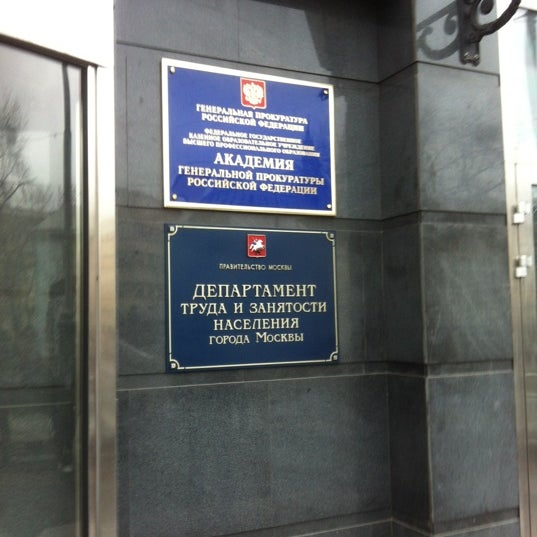 ГЕНЕРАЛЬНАЯ ПРОКУРАТУРА
РОССИЙСКОЙ ФЕДЕРАЦИИ
ФЕДЕРАЛЬНОЕ ГОСУДАРСТВЕННОЕ
КАЗЕННОЕ ОБРАЗОВАТЕЛЬНОЕ УЧРЕЖДЕНИЕ
ВЫСШЕГО ПРОФЕССИОНАЛЬНОГО ОБРАЗОВАНИЯ
АКАДЕМИЯ
ГЕНЕРАЛЬНОЙ ПРОКУРАТУРЫ
РОССИЙСКОЙ ФЕДЕРАЦИИ
ПРАВИТЕЛЬСТВО МОСКВЫ
ДЕПАРТАМЕНТ
ТРУДА И ЗАНЯТОСТИ
НАСЕЛЕНИЯ
ГОРОДА МОСКВЫ